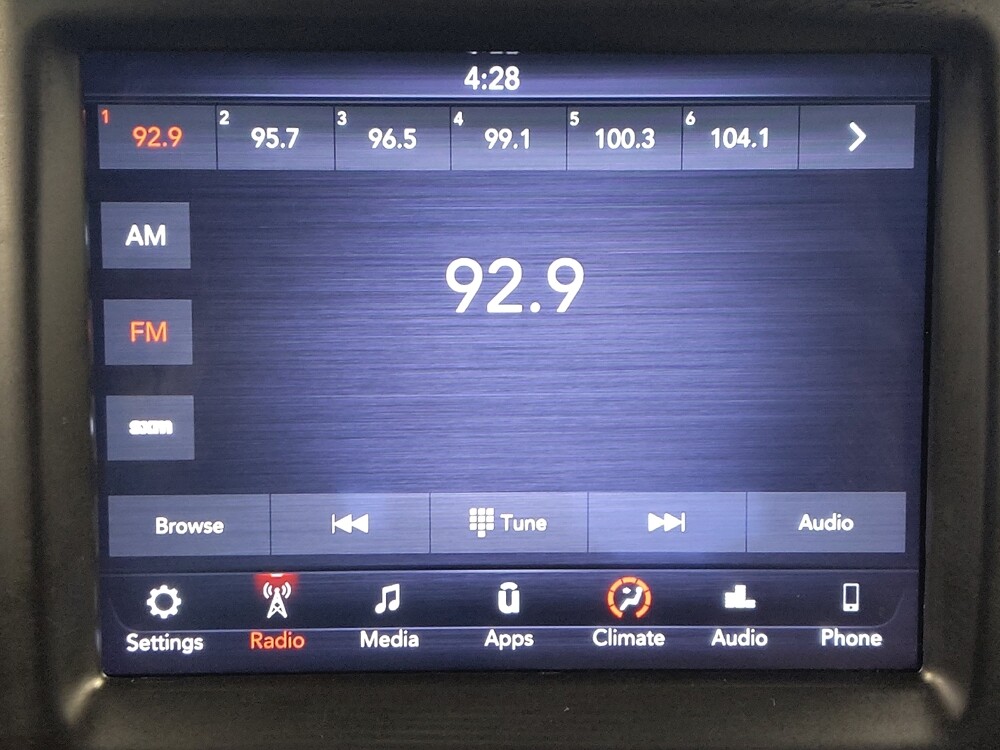 4:28
1 92.9 2 95.7 3 96.5 4 99.1 5 100.3 6 104.1
AM
92.9
FM
sxm
Browse Tune Audio
Settings Radio Media Apps Climate Audio Phone